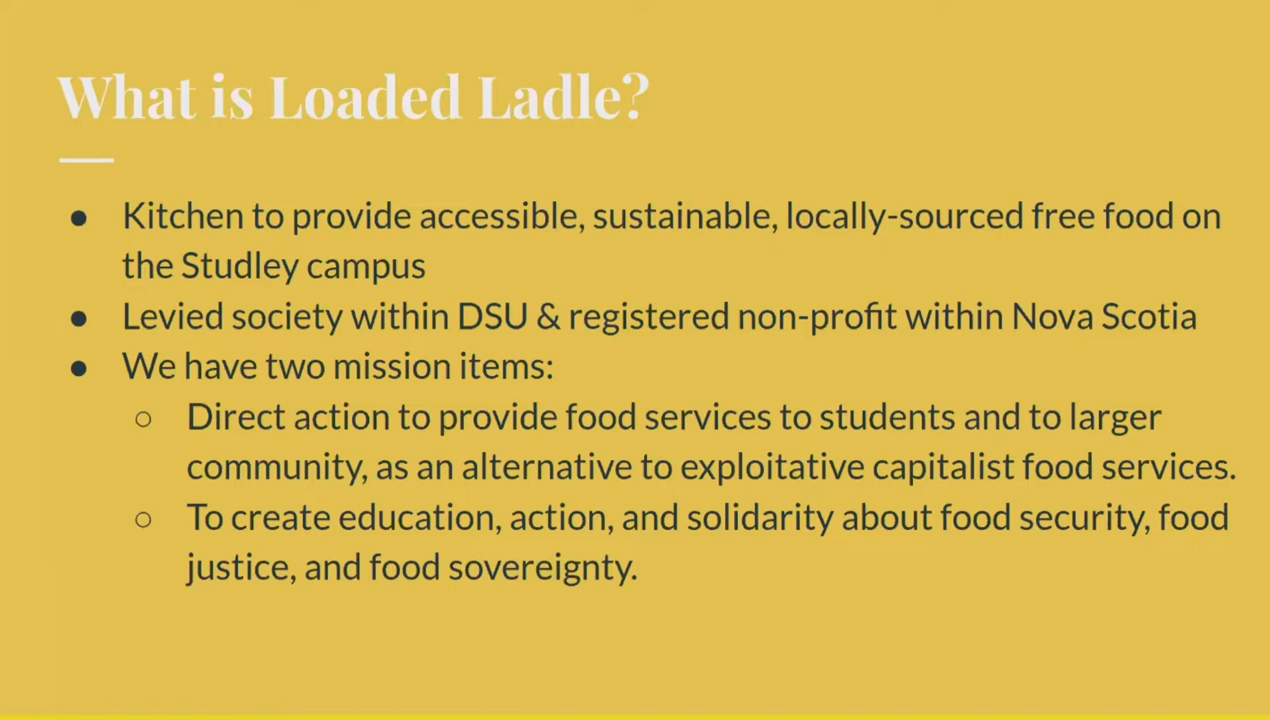 What is Loaded Ladle?
● Kitchen to provide accessible, sustainable, locally-sourced free food on
the Studley campus
● Levied society within DSU & registered non-profit within Nova Scotia
● We have two mission items:
○ Direct action to provide food services to students and to larger
community, as an alternative to exploitative capitalist food services.
○ To create education, action, and solidarity about food security, food
justice, and food sovereignty.